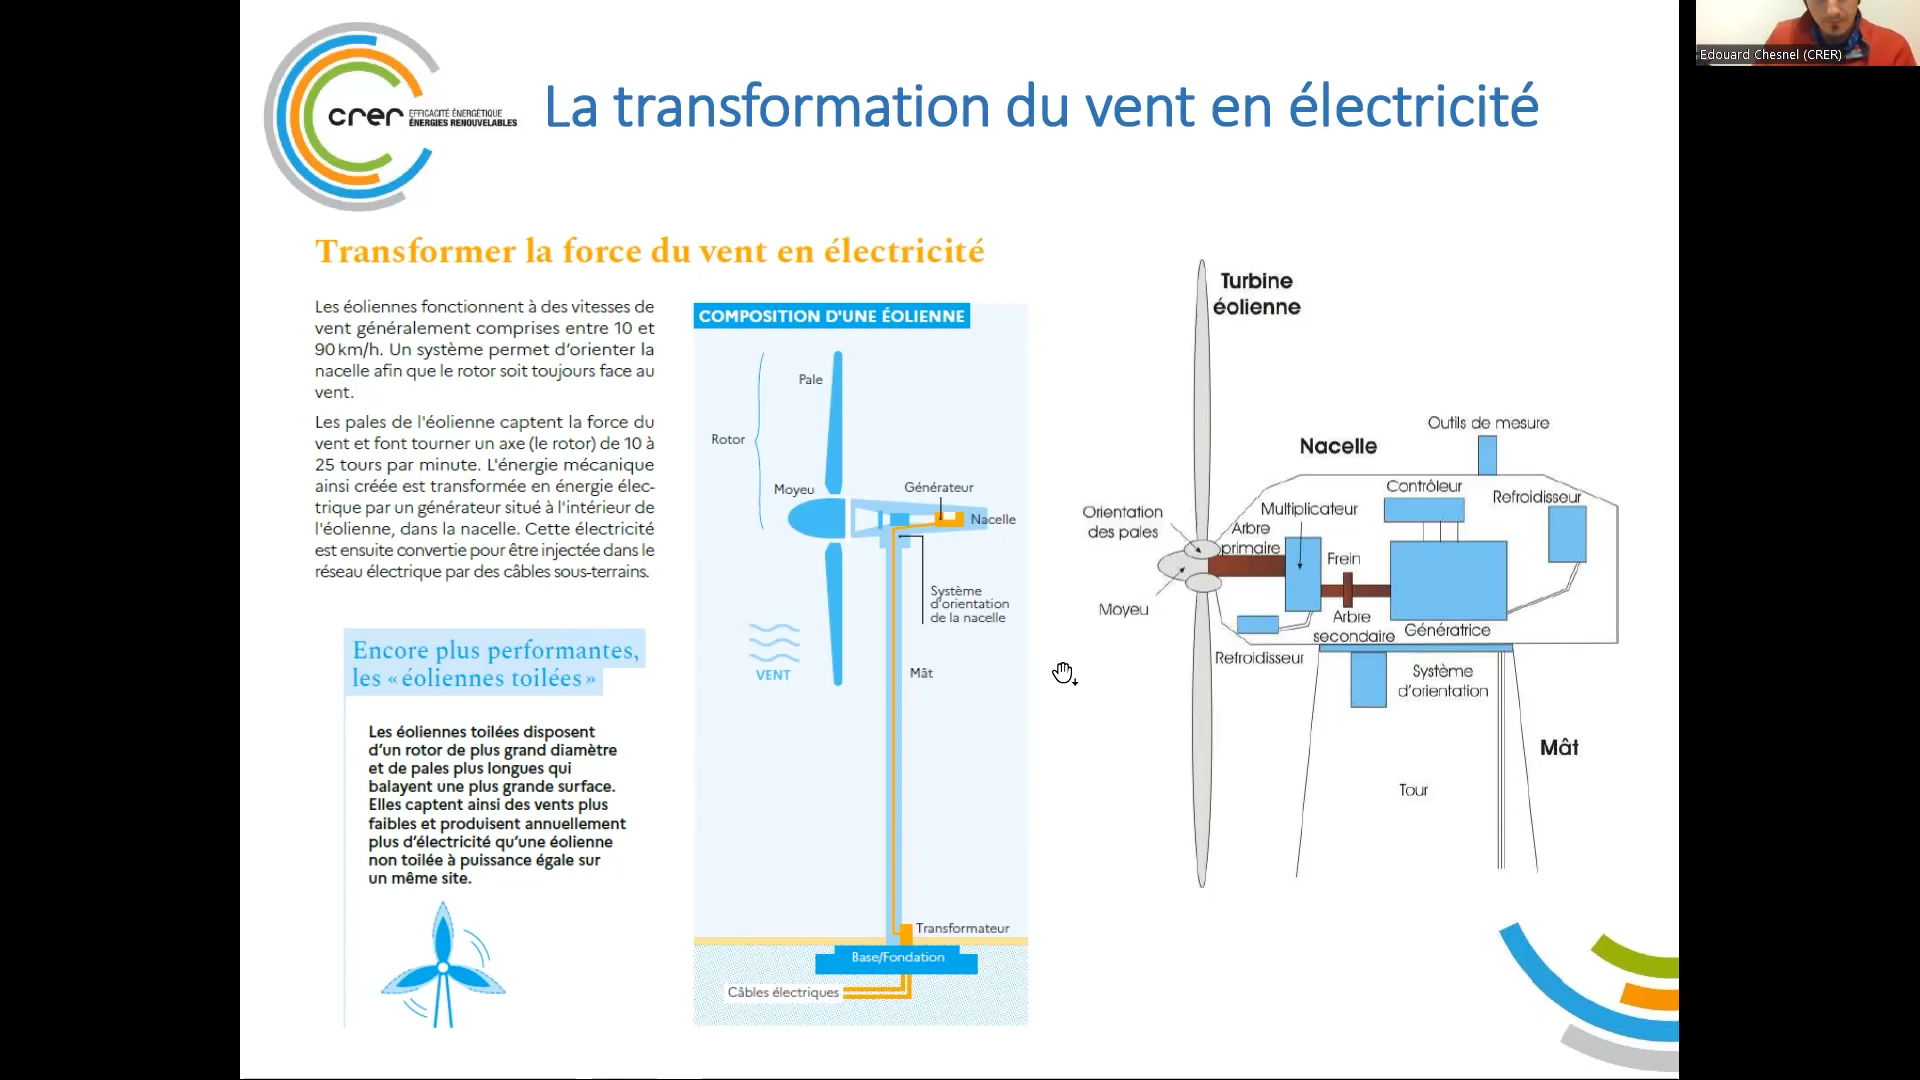 Edouard Chesnel (CRER)
crer EFFICACITÉ ÉNERGÉTIQUE
ÉNERGIES RENOUVELABLES
La transformation du vent en électricité
Transformer la force du vent en électricité
Les éoliennes fonctionnent à des vitesses de
vent généralement comprises entre 10 et
90 km/h. Un système permet d'orienter la
nacelle afin que le rotor soit toujours face au
vent.
Les pales de l'éolienne captent la force du
vent et font tourner un axe (le rotor) de 10 à
25 tours par minute. L'énergie mécanique
ainsi créée est transformée en énergie élec-
trique par un générateur situé à l'intérieur de
l'éolienne, dans la nacelle. Cette électricité
est ensuite convertie pour être injectée dans le
réseau électrique par des câbles sous-terrains.
Encore plus performantes,
les «éoliennes toilées»
Les éoliennes toilées disposent
d'un rotor de plus grand diamètre
et de pales plus longues qui
balayent une plus grande surface.
Elles captent ainsi des vents plus
faibles et produisent annuellement
plus d'électricité qu'une éolienne
non toilée à puissance égale sur
un même site.
COMPOSITION D'UNE ÉOLIENNE
Pale
Rotor
Moyeu
Générateur
Nacelle
Système
d'orientation
de la nacelle
VENT
Mât
Transformateur
Base/Fondation
Câbles électriques
Turbine
éolienne
Outils de mesure
Nacelle
Contrôleur
Refroidisseur
Multiplicateur
Orientation
des pales
Arbre
primaire
Frein
Moyeu
Arbre
secondaire
Génératrice
Refroidisseur
Système
d'orientation
Mât
Tour